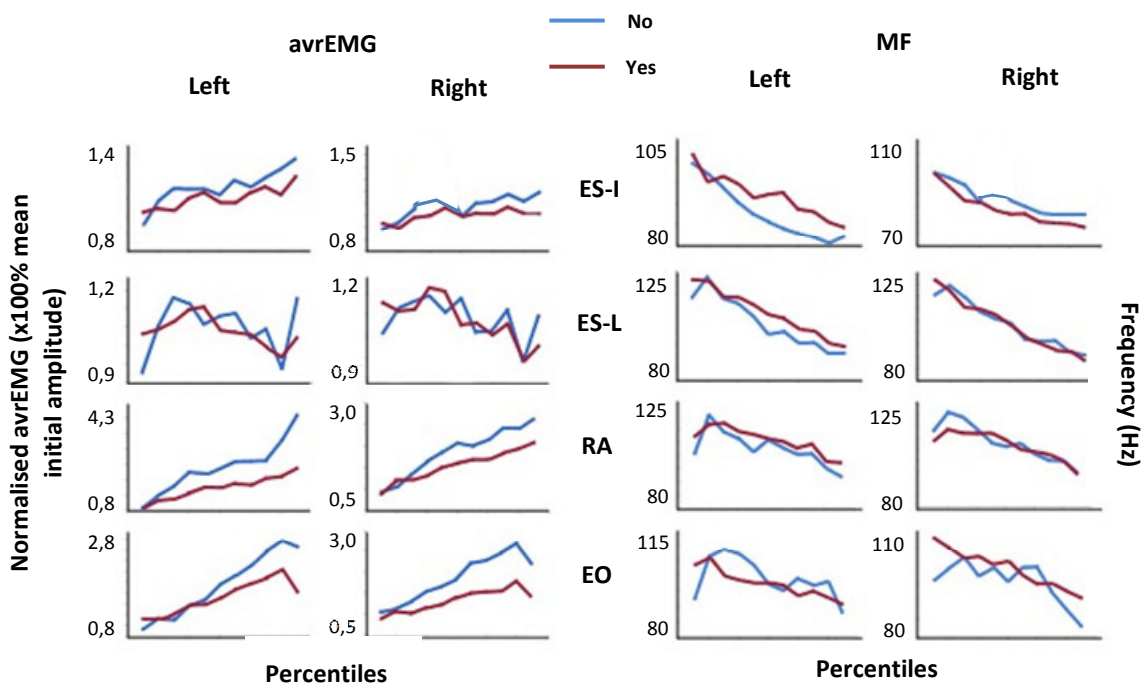 No
avrEMG
MF
Yes
Left
Right
Left
Right
1,4
1,5
105
110
ES-I
0,8
0,8
80
70
1,2
1,2
125
125
ES-L
0,9
0,9
80
80
4,3
3,0
125
125
RA
0,8
0,5
80
80
2,8
3,0
115
110
EO
0,8
0,5
80
80
Normalised avrEMG (x100% mean
initial amplitude)
Frequency (Hz)
Percentiles
Percentiles